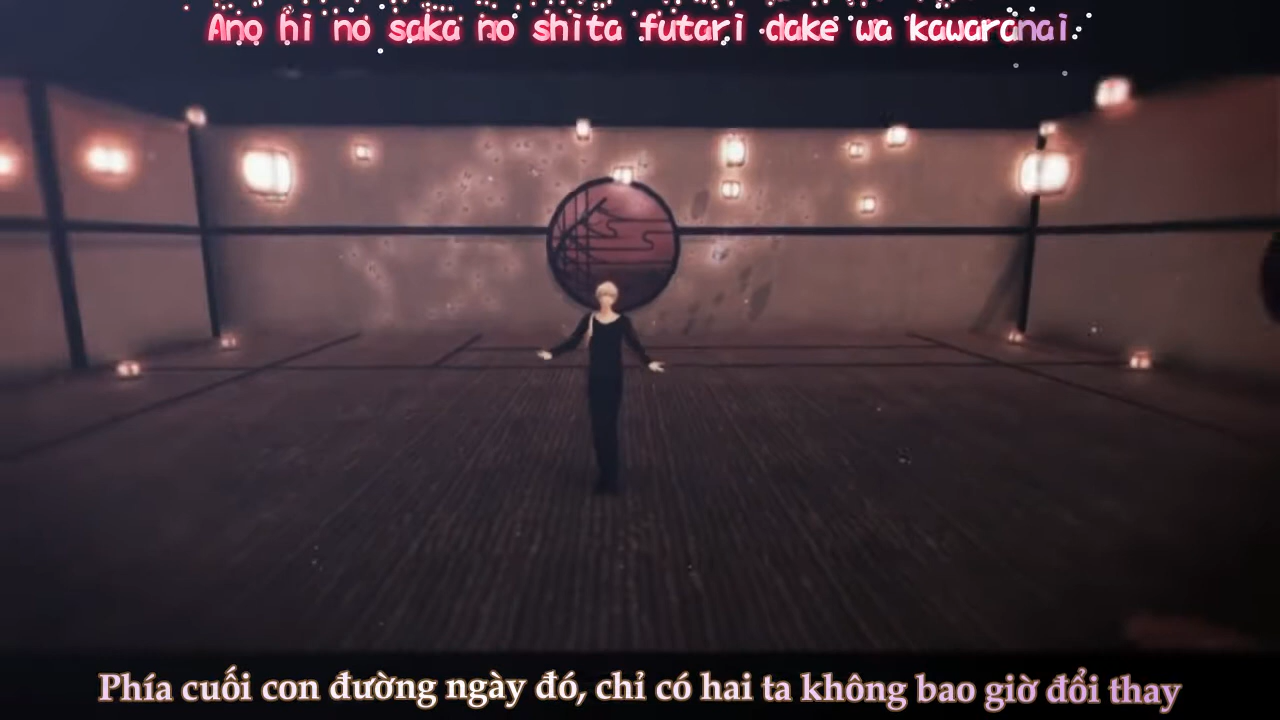 Ano hi no saka no shita futari dake wa kawaranai
Phía cuối con đường ngày đó, chỉ có hai ta không bao giờ đổi thay